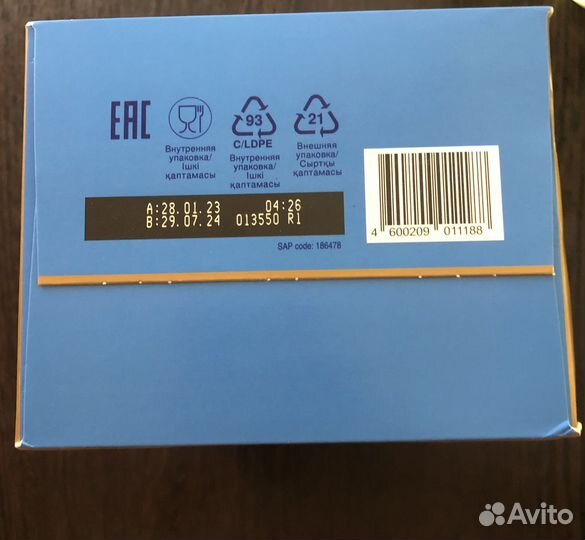 EAC
93
C/LDPE
21
Внутренняя
упаковка/
Ішкі
қаптамасы
Внутренняя
упаковка/
Ішкі
қаптамасы
Внешняя
упаковка/
Сыртқы
қаптамасы
A:28.01.23 04:26
B:29.07.24 013550 R1
SAP code: 186478
4 600209 011188
Avito